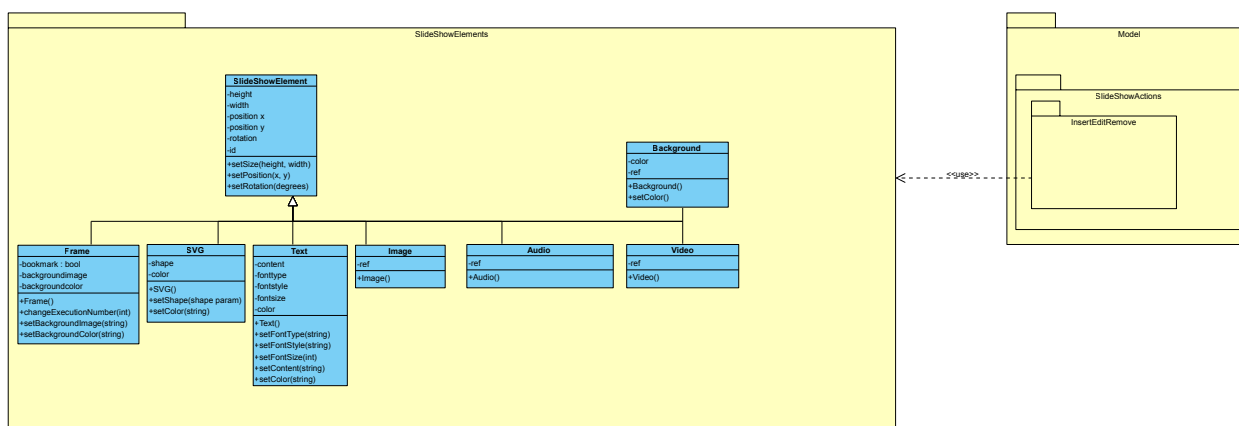 SlideShowElements
SlideShowElement
-height
-width
-position x
-position y
-rotation
-id
+setSize(height, width)
+setPosition(x, y)
+setRotation(degrees)
Background
-color
-ref
+Background()
+setColor()
Frame
-bookmark : bool
-backgroundimage
-backgroundcolor
+Frame()
+changeExecutionNumber(int)
+setBackgroundImage(string)
+setBackgroundColor(string)
SVG
-shape
-color
+SVG()
+setShape(shape param)
+setColor(string)
Text
-content
-fonttype
-fontstyle
-fontsize
-color
+Text()
+setFontType(string)
+setFontStyle(string)
+setFontSize(int)
+setContent(string)
+setColor(string)
Image
-ref
+Image()
Audio
-ref
+Audio()
Video
-ref
+Video()
<<use>>
Model
SlideShowActions
InsertEditRemove